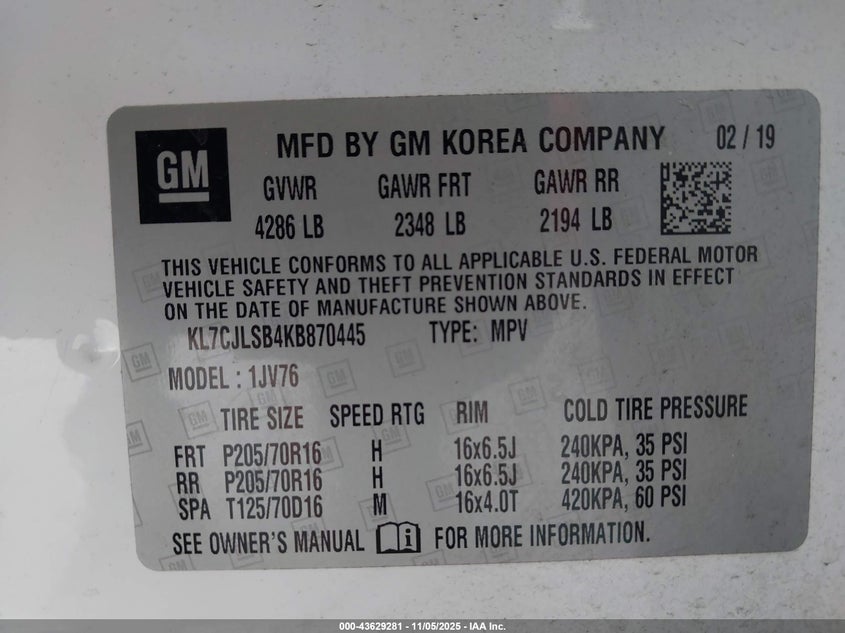 GM
MFD BY GM KOREA COMPANY 02 / 19
GVWR GAWR FRT GAWR RR
4286 LB 2348 LB 2194 LB
THIS VEHICLE CONFORMS TO ALL APPLICABLE U.S. FEDERAL MOTOR
VEHICLE SAFETY AND THEFT PREVENTION STANDARDS IN EFFECT
ON THE DATE OF MANUFACTURE SHOWN ABOVE.
KL7CJLSB4KB870445 TYPE: MPV
MODEL : 1JV76
TIRE SIZE SPEED RTG RIM COLD TIRE PRESSURE
FRT P205/70R16 H 16x6.5J 240KPA, 35 PSI
RR P205/70R16 H 16x6.5J 240KPA, 35 PSI
SPA T125/70D16 M 16x4.0T 420KPA, 60 PSI
SEE OWNER'S MANUAL i FOR MORE INFORMATION.
000-43629281 - 11/05/2025 - IAA Inc.